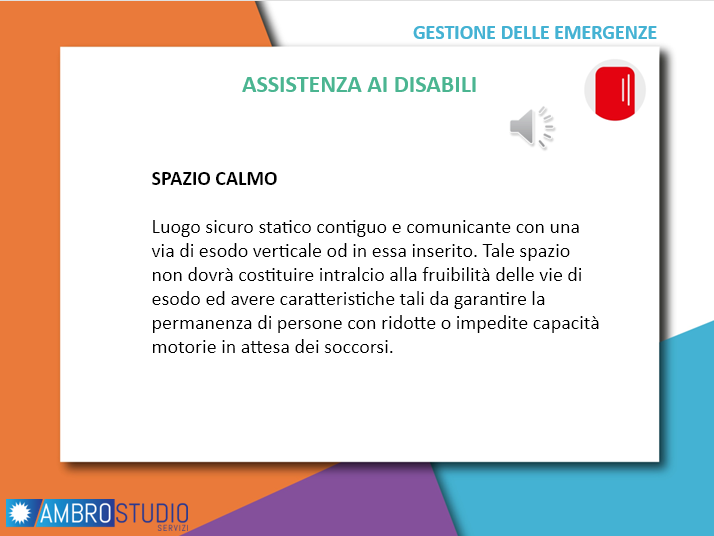 GESTIONE DELLE EMERGENZE
ASSISTENZA AI DISABILI
SPAZIO CALMO
Luogo sicuro statico contiguo e comunicante con una
via di esodo verticale od in essa inserito. Tale spazio
non dovrà costituire intralcio alla fruibilità delle vie di
esodo ed avere caratteristiche tali da garantire la
permanenza di persone con ridotte o impedite capacità
motorie in attesa dei soccorsi.
AMBROSTUDIO
SERVIZI